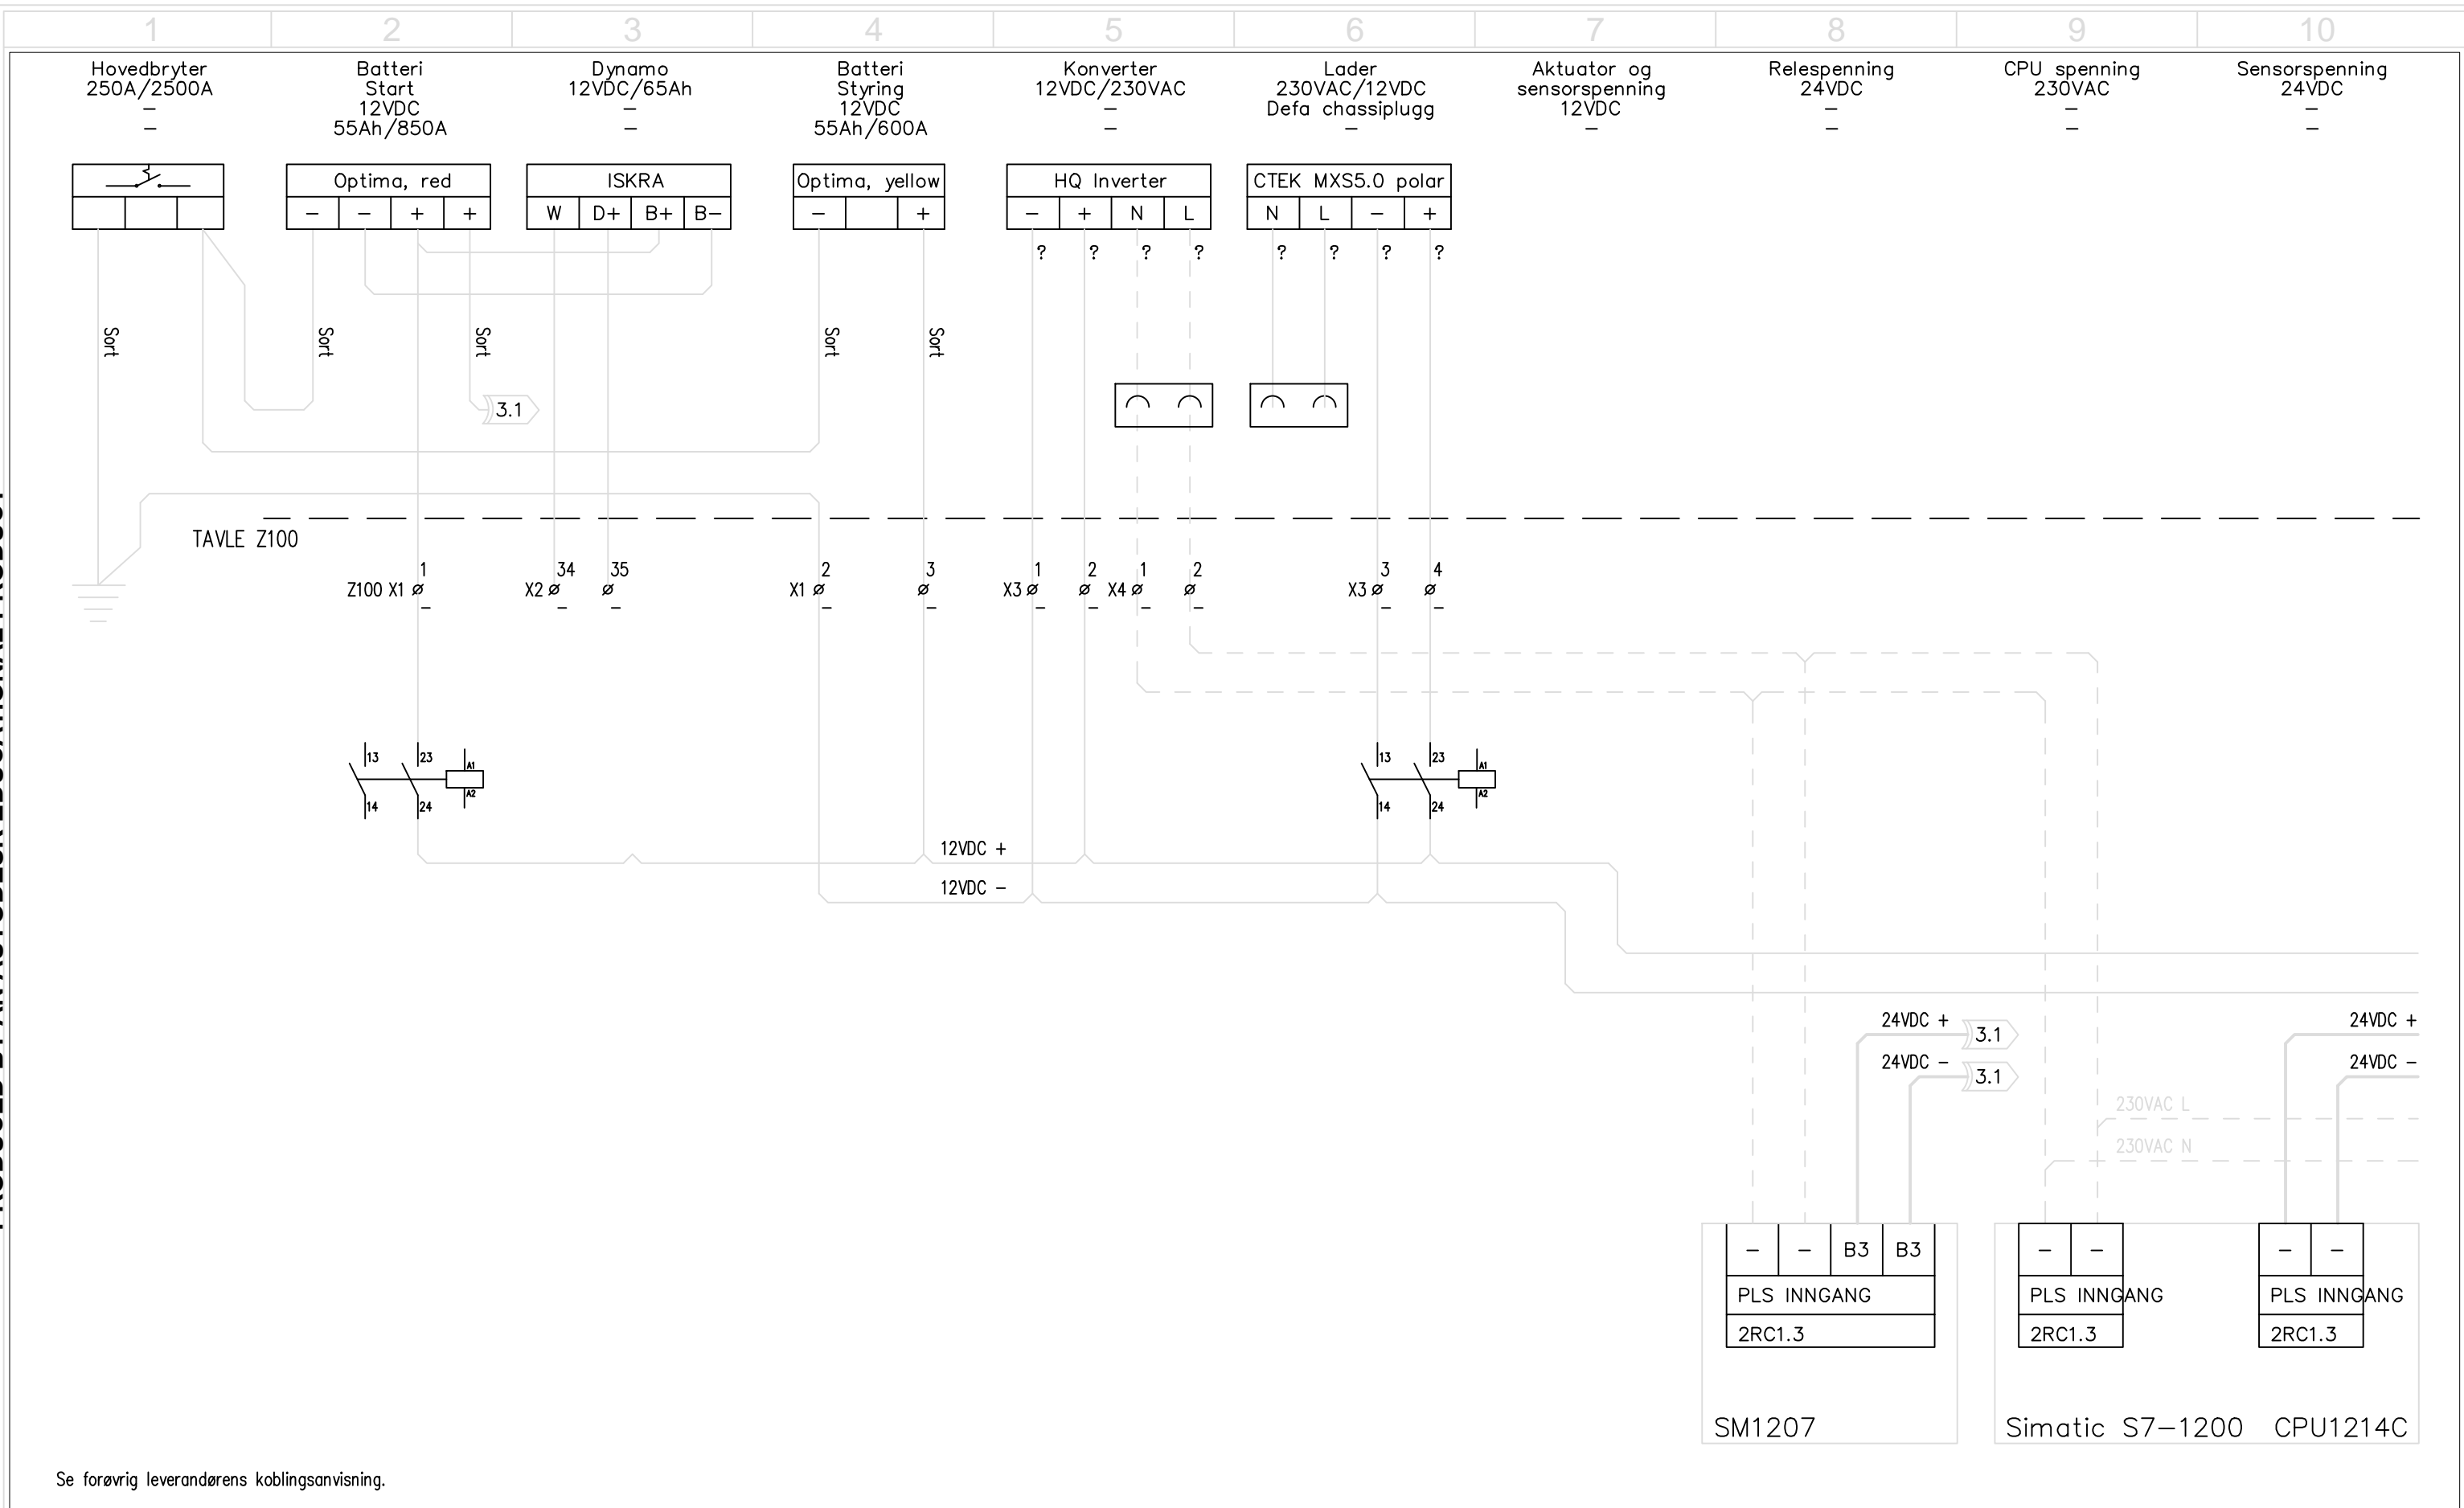 1 2 3 4 5 6 7 8 9 10
Hovedbryter
250A/2500A
–
–
Batteri
Start
12VDC
55Ah/850A
Dynamo
12VDC/65Ah
–
–
Batteri
Styring
12VDC
55Ah/600A
Konverter
12VDC/230VAC
–
–
Lader
230VAC/12VDC
Defa chassiplugg
–
Aktuator og
sensorspenning
12VDC
–
Relespenning
24VDC
–
–
CPU spenning
230VAC
–
–
Sensorspenning
24VDC
–
–
Optima, red
– – + +
ISKRA
W D+ B+ B–
Optima, yellow
– +
HQ Inverter
– + N L
CTEK MXS5.0 polar
N L – +
? ? ? ? ? ? ? ?
Sort Sort Sort Sort Sort
3.1
TAVLE Z100
1 34 35 2 3 1 2 1 2 3 4
Z100 X1 X2 X1 X3 X4 X3
– – – – – – – – – – –
13 23 A1
14 24 A2
13 23 A1
14 24 A2
12VDC +
12VDC –
24VDC + 3.1
24VDC – 3.1
24VDC +
24VDC –
230VAC L
230VAC N
– – B3 B3
PLS INNGANG
2RC1.3
– –
PLS INNGANG
2RC1.3
– –
PLS INNGANG
2RC1.3
SM1207
Simatic S7–1200 CPU1214C
Se forøvrig leverandørens koblingsanvisning.